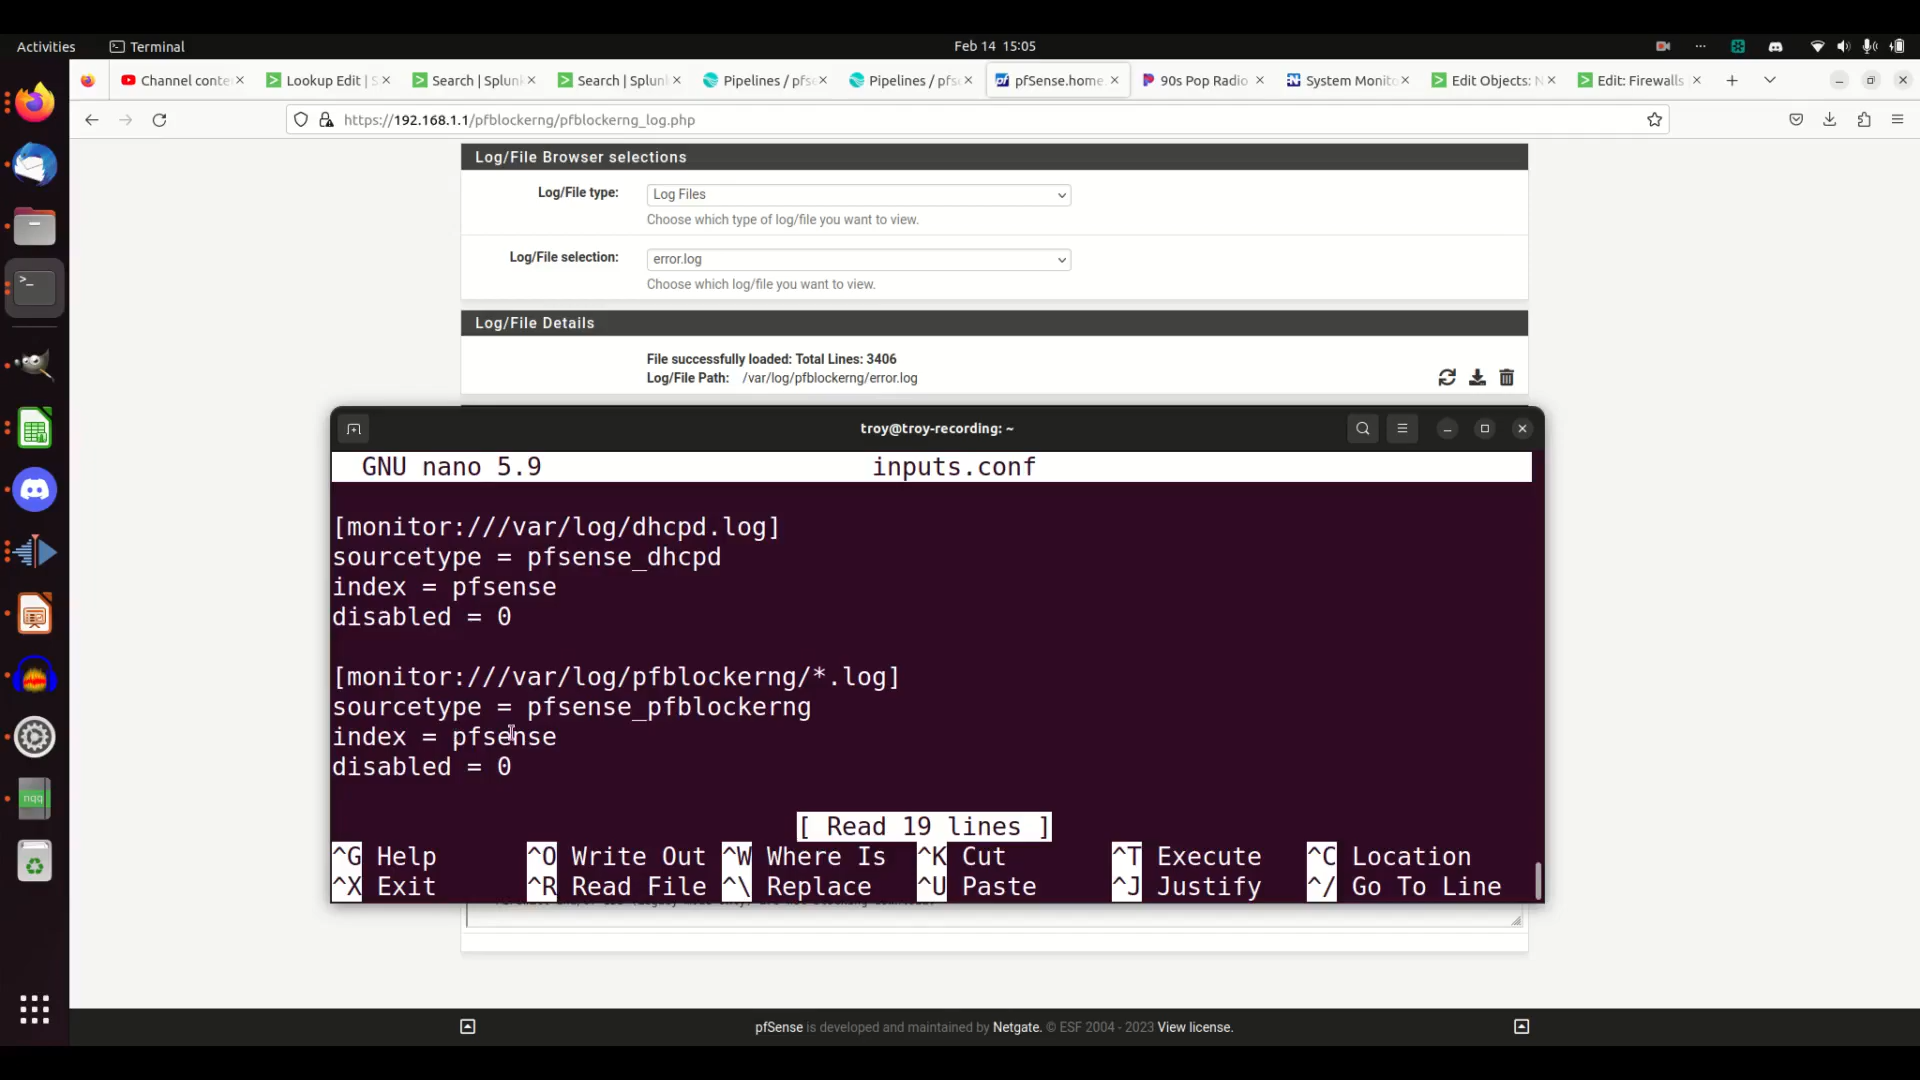 Activities
Terminal
Feb 14 15:05
Channel conte
Lookup Edit | S
Search | Splunk
Search | Splunk
Pipelines / pfse
Pipelines / pfse
pfSense.home.
90s Pop Radio
System Monito
Edit Objects: N
Edit: Firewalls
https://192.168.1.1/pfblockerng/pfblockerng_log.php
Log/File Browser selections
Log/File type:
Log Files
Choose which type of log/file you want to view.
Log/File selection:
error.log
Choose which log/file you want to view.
Log/File Details
File successfully loaded: Total Lines: 3406
Log/File Path: /var/log/pfblockerng/error.log
troy@troy-recording: ~
GNU nano 5.9 inputs.conf
[monitor:///var/log/dhcpd.log]
sourcetype = pfsense_dhcpd
index = pfsense
disabled = 0
[monitor:///var/log/pfblockerng/*.log]
sourcetype = pfsense_pfblockerng
index = pfsense
disabled = 0
[ Read 19 lines ]
^G Help ^O Write Out ^W Where Is ^K Cut ^T Execute ^C Location
^X Exit ^R Read File ^\ Replace ^U Paste ^J Justify ^/ Go To Line
nqq
pfSense is developed and maintained by Netgate. © ESF 2004 - 2023 View license.